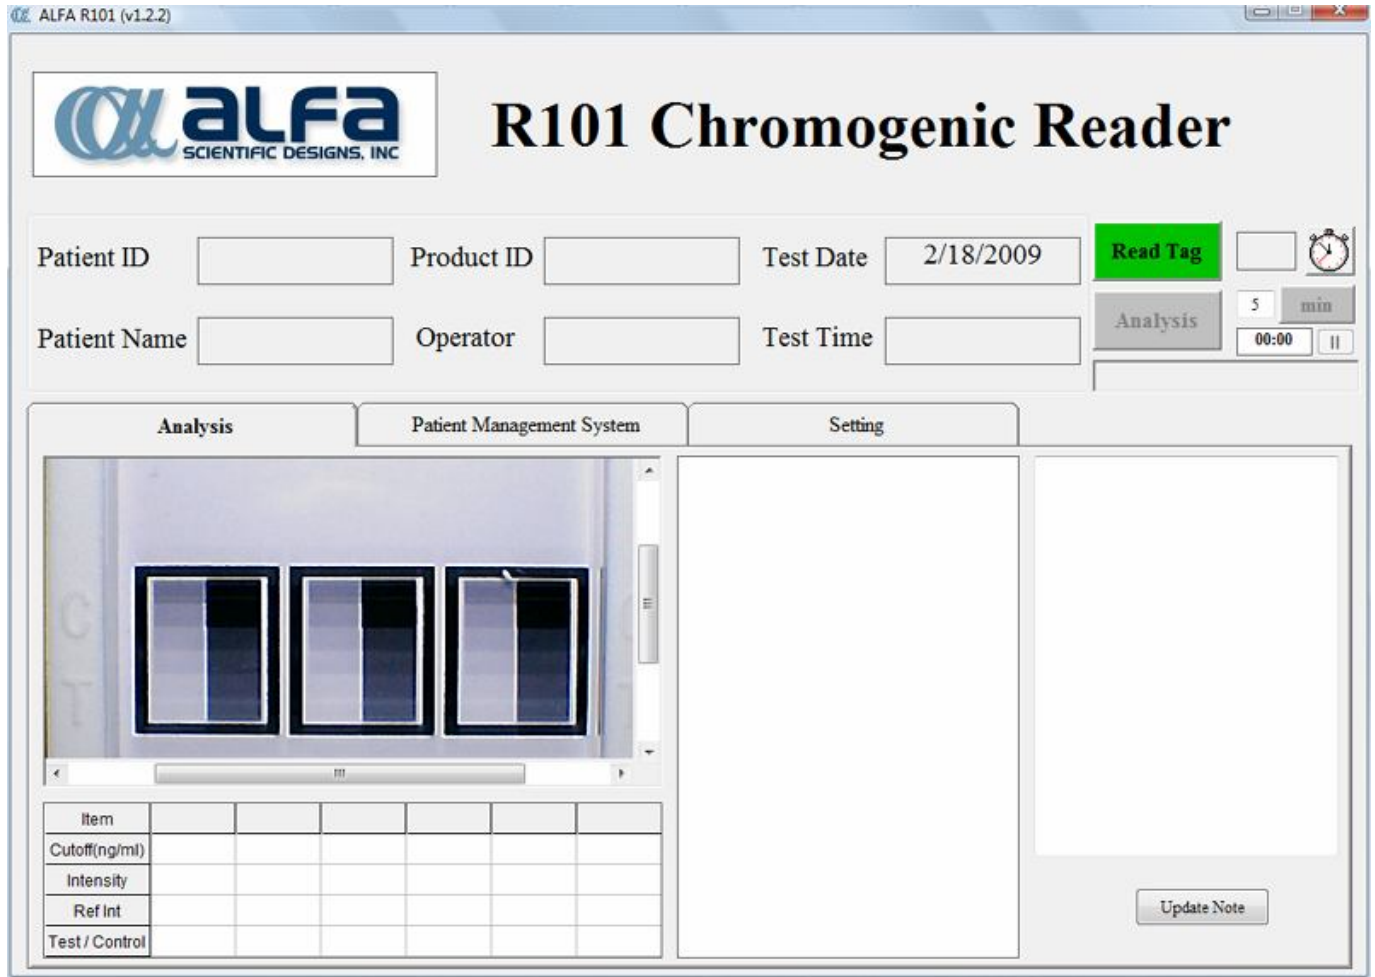 ALFA R101 (v1.2.2)
aLFa
SCIENTIFIC DESIGNS, INC
R101 Chromogenic Reader
Patient ID
Product ID
Test Date
2/18/2009
Read Tag
Patient Name
Operator
Test Time
Analysis
5
min
00:00
Analysis
Patient Management System
Setting
C
T
Item
Cutoff(ng/ml)
Intensity
Ref Int
Test / Control
Update Note